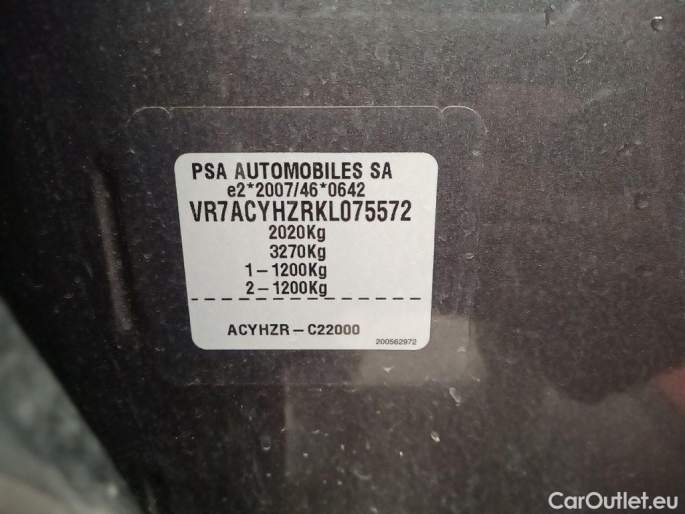 PSA AUTOMOBILES SA
e2*2007/46*0642
VR7ACYHZRKL075572
2020Kg
3270Kg
1-1200Kg
2-1200Kg
ACYHZR-C22000
200562972
CarOutlet.eu